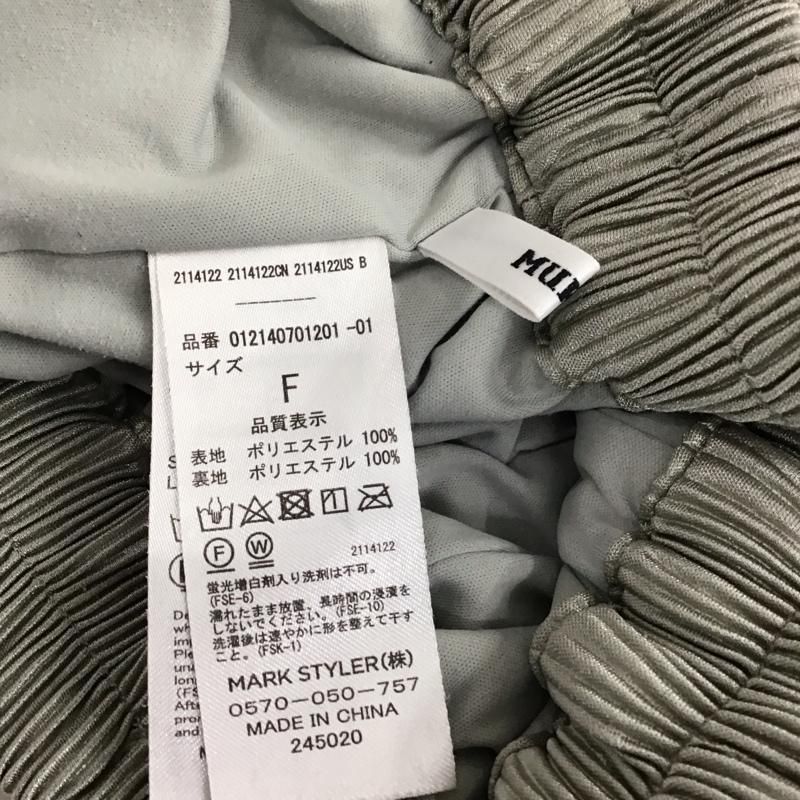 2114122 2114122CN 2114122US B
品番 012140701201 -01
サイズ
F
品質表示
表地 ポリエステル 100%
裏地 ポリエステル 100%
F W
2114122
蛍光増白剤入り洗剤は不可。
(FSE-6)
濡れたまま放置、長時間の浸漬を
しないでください。(FSE-10)
洗濯後は速やかに形を整えて干す
こと。(FSK-1)
MARK STYLER(株)
0570-050-757
MADE IN CHINA
245020
MU.